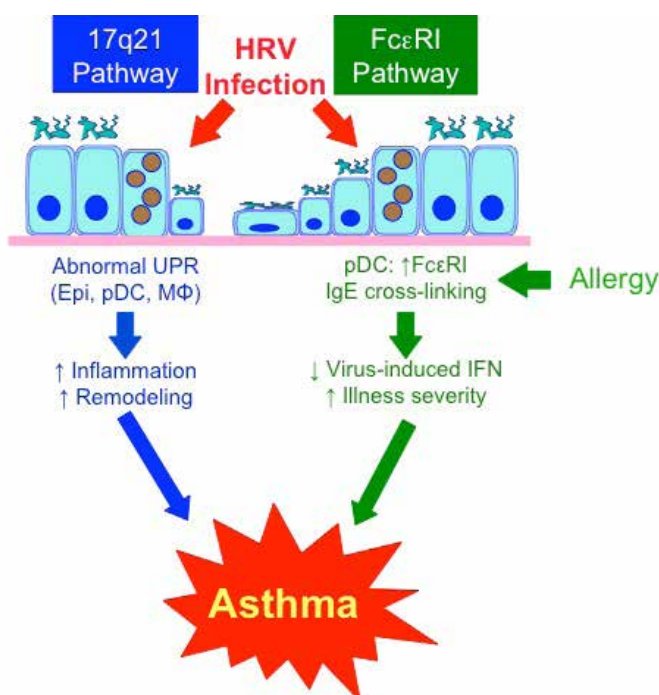 17q21
Pathway
HRV
Infection
FcεRI
Pathway
Abnormal UPR
(Epi, pDC, MΦ)
pDC: ↑FcεRI
IgE cross-linking
Allergy
↑ Inflammation
↑ Remodeling
↓ Virus-induced IFN
↑ Illness severity
Asthma